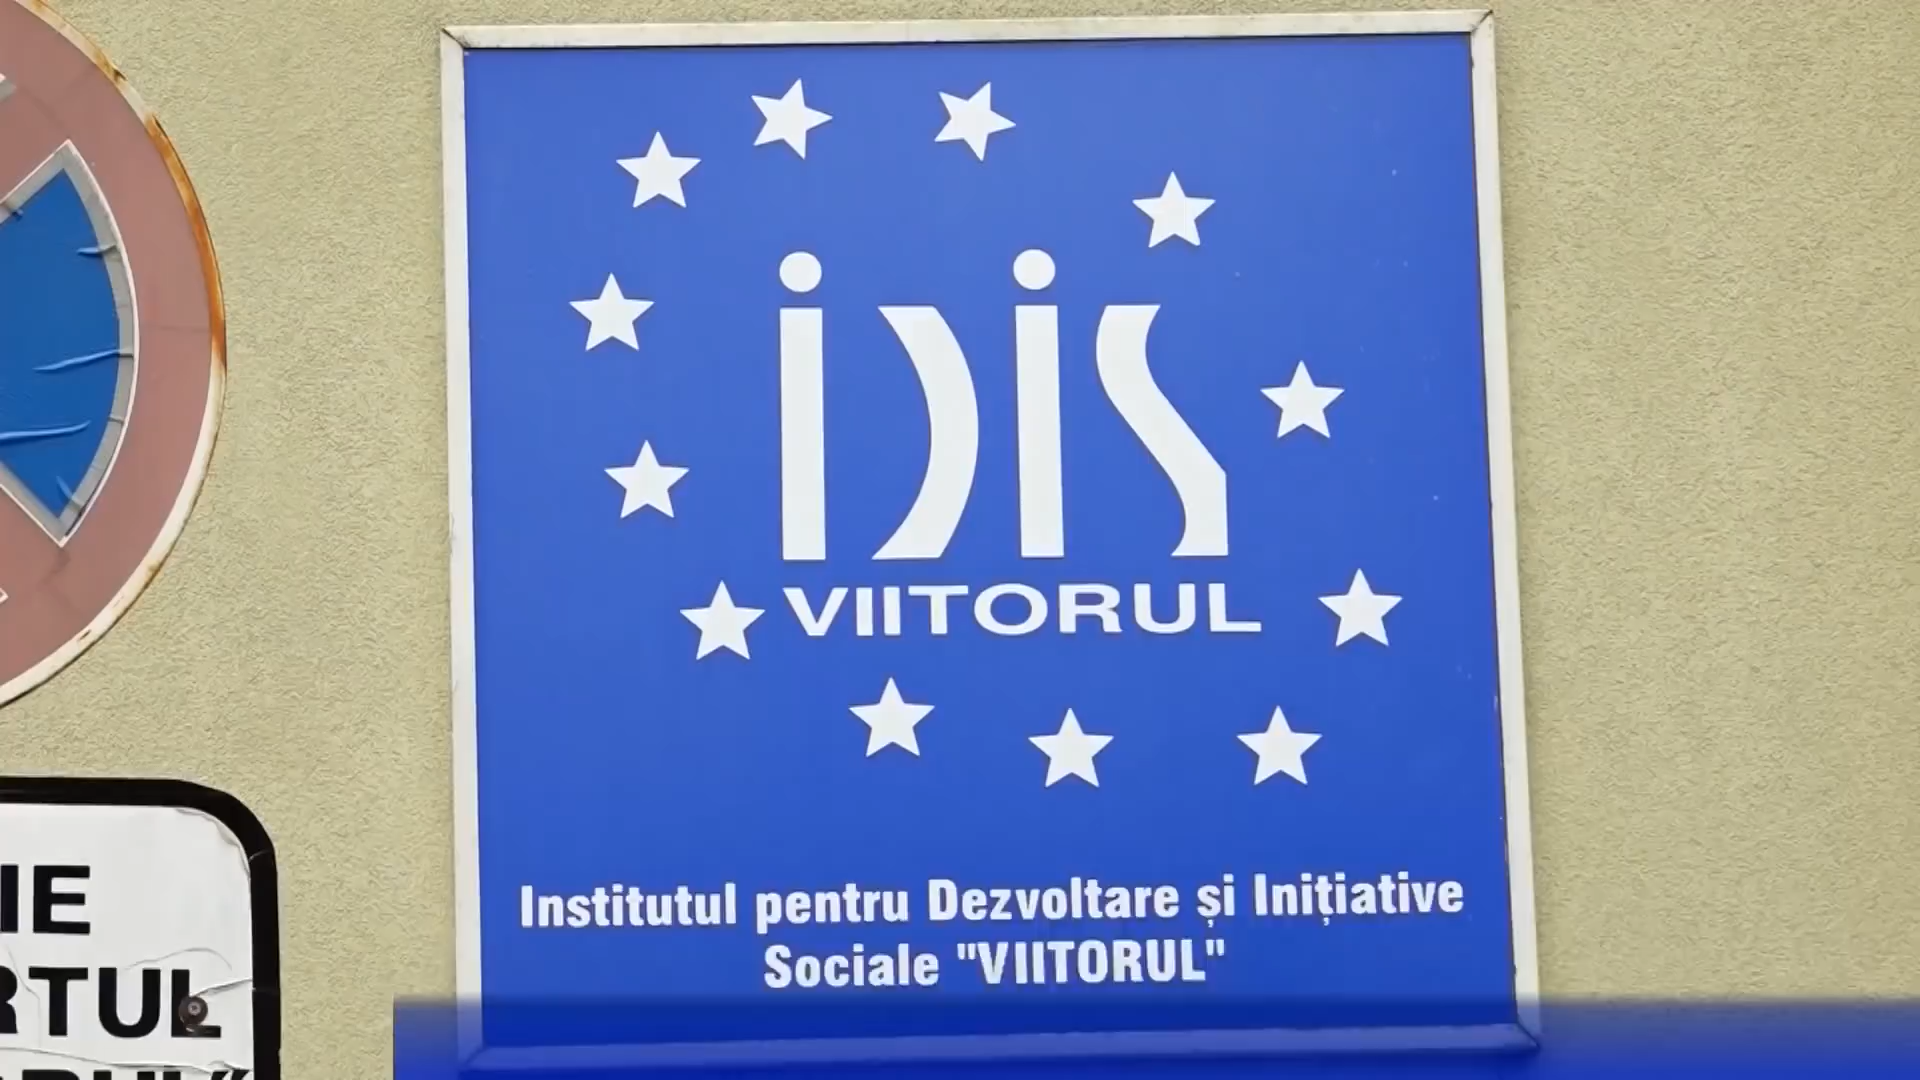 iDiS
VIITORUL
Institutul pentru Dezvoltare și Inițiative
Sociale "VIITORUL"
IE
RTUL